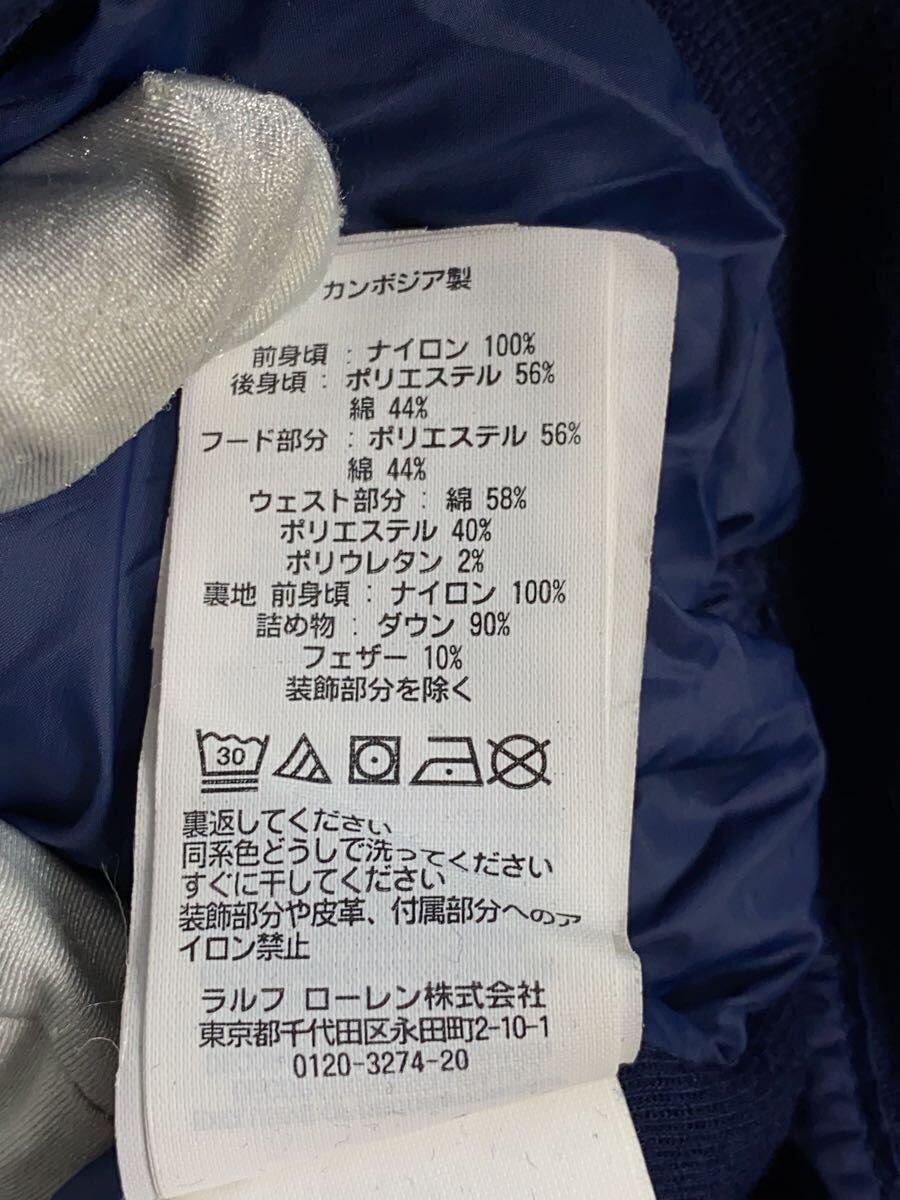 カンボジア製
前身頃 : ナイロン 100%
後身頃 : ポリエステル 56%
綿 44%
フード部分 : ポリエステル 56%
綿 44%
ウェスト部分 : 綿 58%
ポリエステル 40%
ポリウレタン 2%
裏地 前身頃 : ナイロン 100%
詰め物 : ダウン 90%
フェザー 10%
装飾部分を除く
30
裏返してください
同系色どうしで洗ってください
すぐに干してください
装飾部分や皮革、付属部分へのア
イロン禁止
ラルフ ローレン株式会社
東京都千代田区永田町2-10-1
0120-3274-20